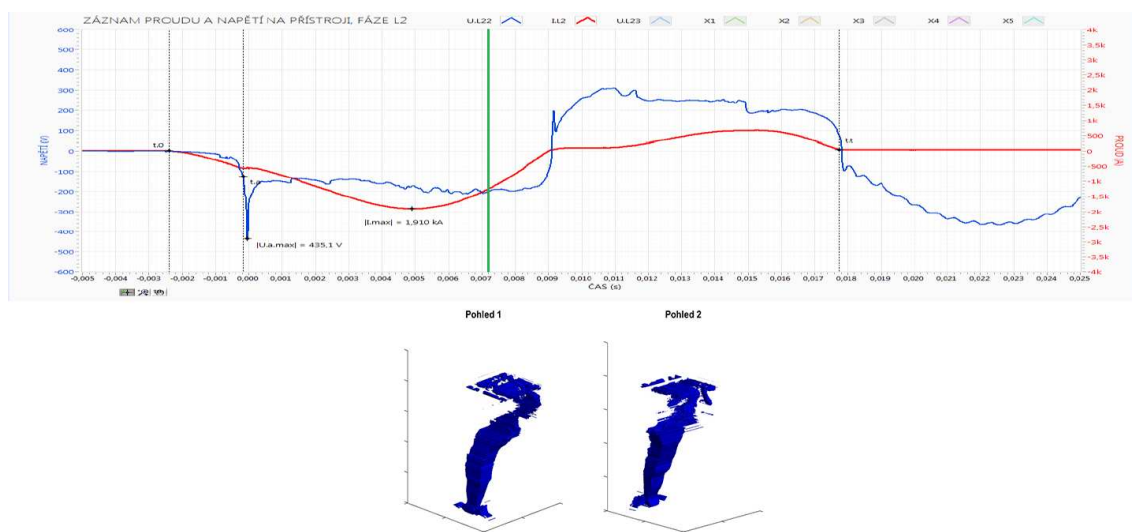 ZÁZNAM PROUDU A NAPĚTÍ NA PŘÍSTROJI, FÁZE L2 U.L22 I.L2 U.L23 X1 X2 X3 X4 X5
600 4k
500 3,5k
400 3k
300 2,5k
200 2k
100 1k
0 500
-100 0
-200 -500
-300 -1k
-400 -1,5k
-500 -2k
-600 -2,5k
-3k
-3,5k
-4k
NAPĚTÍ (V)
PROUD (A)
t.0
|I.max| = 1,910 kA
|U.a.max| = 435,1 V
-0,005 -0,004 -0,003 -0,002 -0,001 -0,000 0,001 0,002 0,003 0,004 0,005 0,006 0,007 0,008 0,009 0,010 0,011 0,012 0,013 0,014 0,015 0,016 0,017 0,018 0,019 0,020 0,021 0,022 0,023 0,024 0,025
ČAS (s)
Pohled 1 Pohled 2